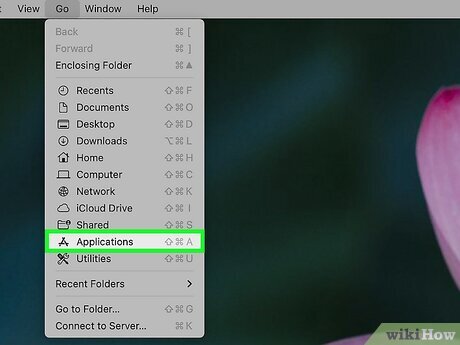 View Go Window Help
Back ⌘ [
Forward ⌘ ]
Enclosing Folder ⌘▲
Recents ⇧⌘F
Documents ⇧⌘O
Desktop ⇧⌘D
Downloads ⌥⌘L
Home ⇧⌘H
Computer ⇧⌘C
Network ⇧⌘K
iCloud Drive ⇧⌘I
Shared ⇧⌘S
Applications ⇧⌘A
Utilities ⇧⌘U
Recent Folders
Go to Folder... ⇧⌘G
Connect to Server... ⌘K
wikiHow